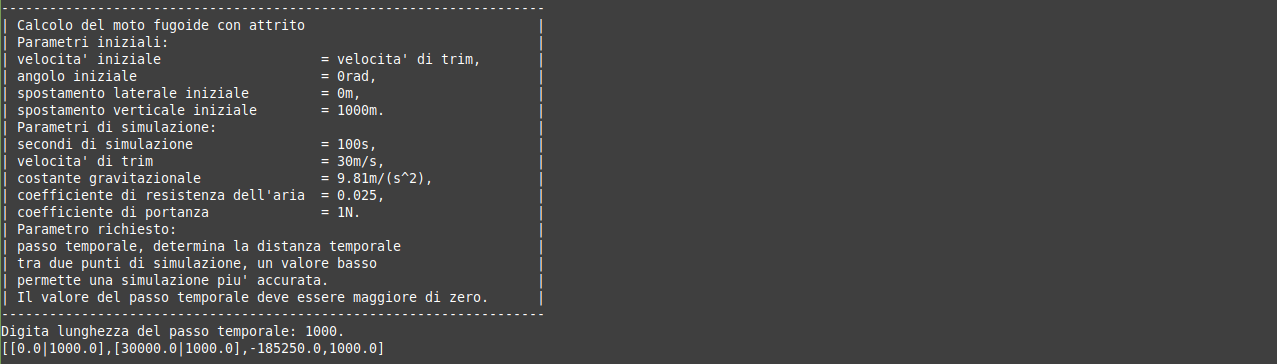 --------------------------------------------------------------------
| Calcolo del moto fugoide con attrito                             |
| Parametri iniziali:                                              |
| velocita' iniziale                    = velocita' di trim,       |
| angolo iniziale                       = 0rad,                    |
| spostamento laterale iniziale         = 0m,                      |
| spostamento verticale iniziale        = 1000m.                   |
| Parametri di simulazione:                                        |
| secondi di simulazione                = 100s,                    |
| velocita' di trim                     = 30m/s,                   |
| costante gravitazionale               = 9.81m/(s^2),             |
| coefficiente di resistenza dell'aria  = 0.025,                   |
| coefficiente di portanza              = 1N.                      |
| Parametro richiesto:                                             |
| passo temporale, determina la distanza temporale                 |
| tra due punti di simulazione, un valore basso                    |
| permette una simulazione piu' accurata.                          |
| Il valore del passo temporale deve essere maggiore di zero.      |
--------------------------------------------------------------------
Digita lunghezza del passo temporale: 1000.
[[0.0|1000.0],[30000.0|1000.0],-185250.0,1000.0]